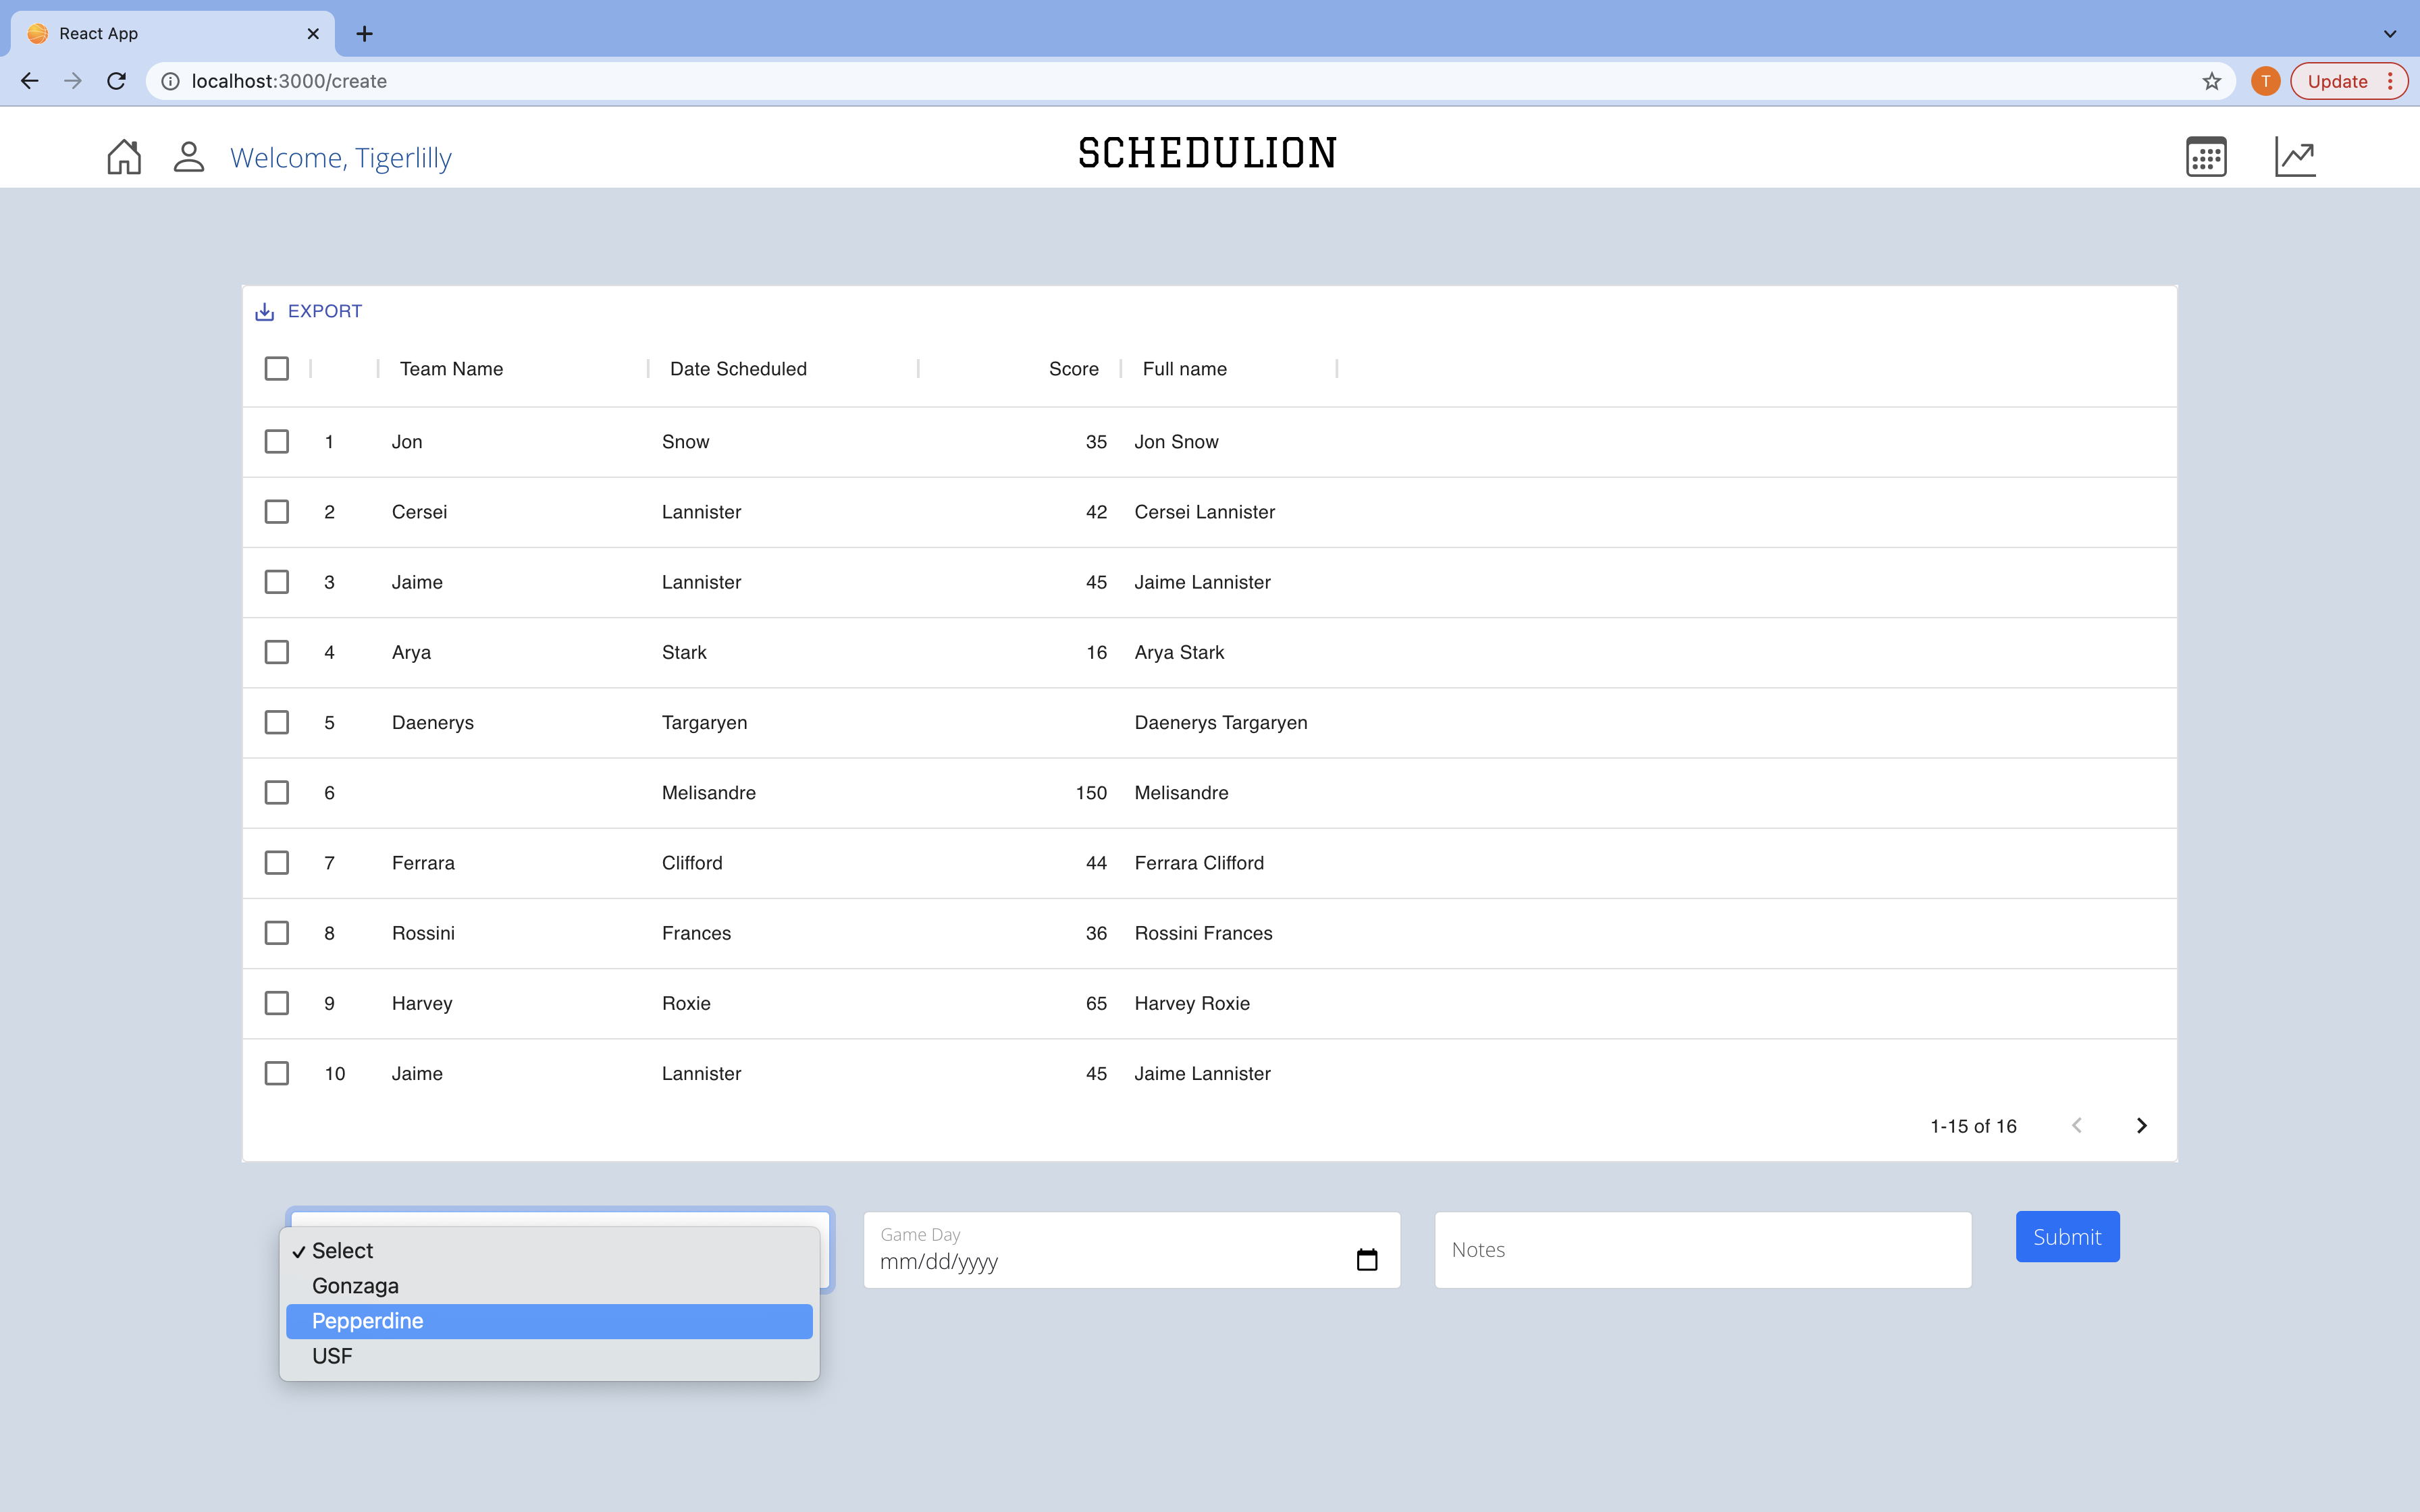 React App
localhost:3000/create
T
Update
Welcome, Tigerlilly
SCHEDULION
EXPORT
Team Name Date Scheduled Score Full name
1 Jon Snow 35 Jon Snow
2 Cersei Lannister 42 Cersei Lannister
3 Jaime Lannister 45 Jaime Lannister
4 Arya Stark 16 Arya Stark
5 Daenerys Targaryen Daenerys Targaryen
6 Melisandre 150 Melisandre
7 Ferrara Clifford 44 Ferrara Clifford
8 Rossini Frances 36 Rossini Frances
9 Harvey Roxie 65 Harvey Roxie
10 Jaime Lannister 45 Jaime Lannister
1-15 of 16
Select
Gonzaga
Pepperdine
USF
Game Day
mm/dd/yyyy
Notes
Submit